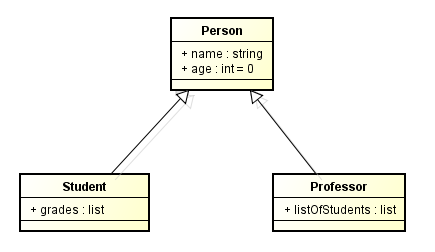 Person
+ name : string
+ age : int = 0
Student
+ grades : list
Professor
+ listOfStudents : list